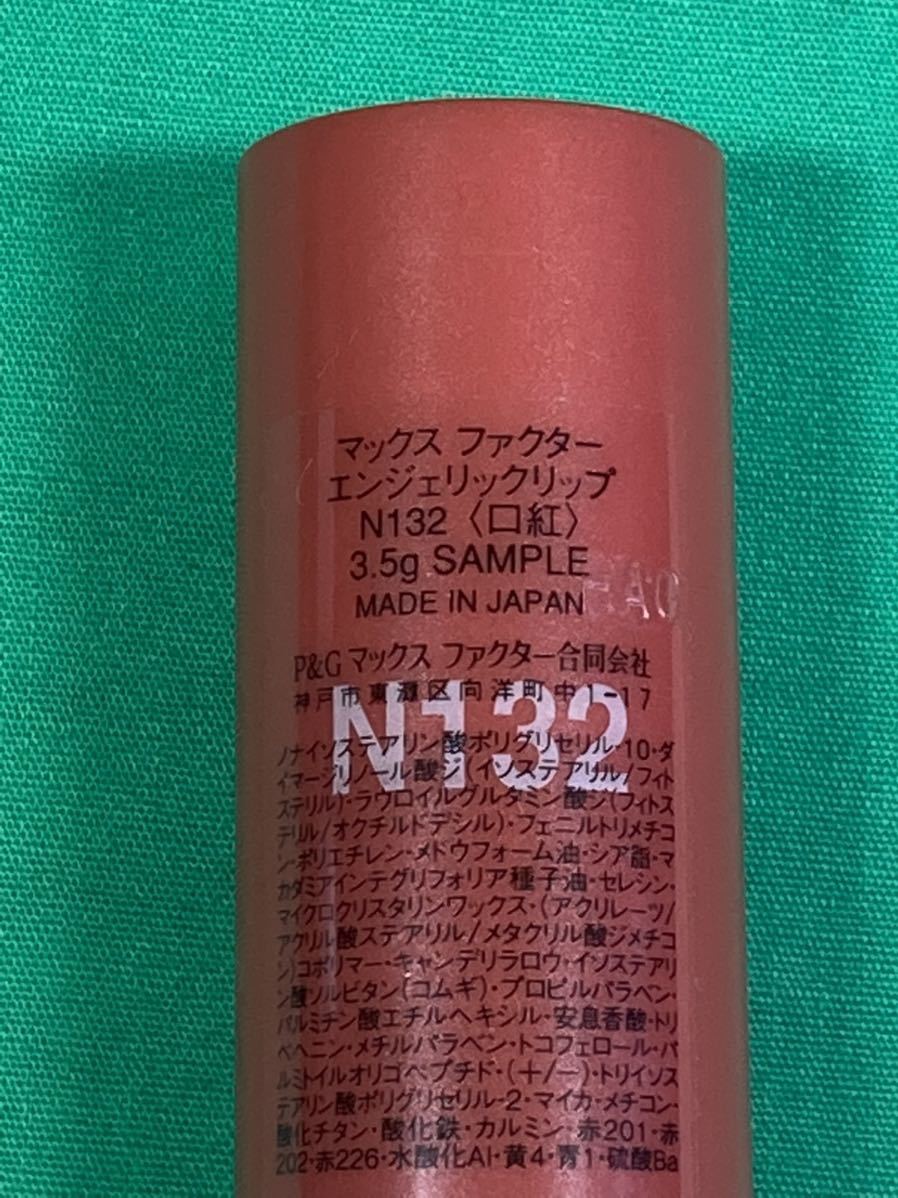 マックス ファクター
エンジェリックリップ
N132〈口紅〉
3.5g SAMPLE
MADE IN JAPAN
P&G マックス ファクター合同会社
神戸市東灘区向洋町中1-17
N132
ノナイソステアリン酸ポリグリセリル-10・ダ
イマージリノール酸ジ(イソステアリル/フィト
ステリル)・ラウロイルグルタミン酸ジ(フィトス
テリル/オクチルドデシル)・フェニルトリメチコ
ン・ポリエチレン・メドウフォーム油・シア脂・マ
カダミアインテグリフォリア種子油・セレシン・
マイクロクリスタリンワックス・(アクリレーツ/
アクリル酸ステアリル/メタクリル酸ジメチコ
ン)コポリマー・キャンデリラロウ・イソステアリ
ン酸ソルビタン(コムギ)・プロピルパラベン・
パルミチン酸エチルヘキシル・安息香酸・トリ
ベヘニン・メチルパラベン・トコフェロール・パ
ルミトイルオリゴペプチド・(+/-)・トリイソス
テアリン酸ポリグリセリル-2・マイカ・メチコン・
酸化チタン・酸化鉄・カルミン・赤201・赤
202・赤226・水酸化Al・黄4・青1・硫酸Ba